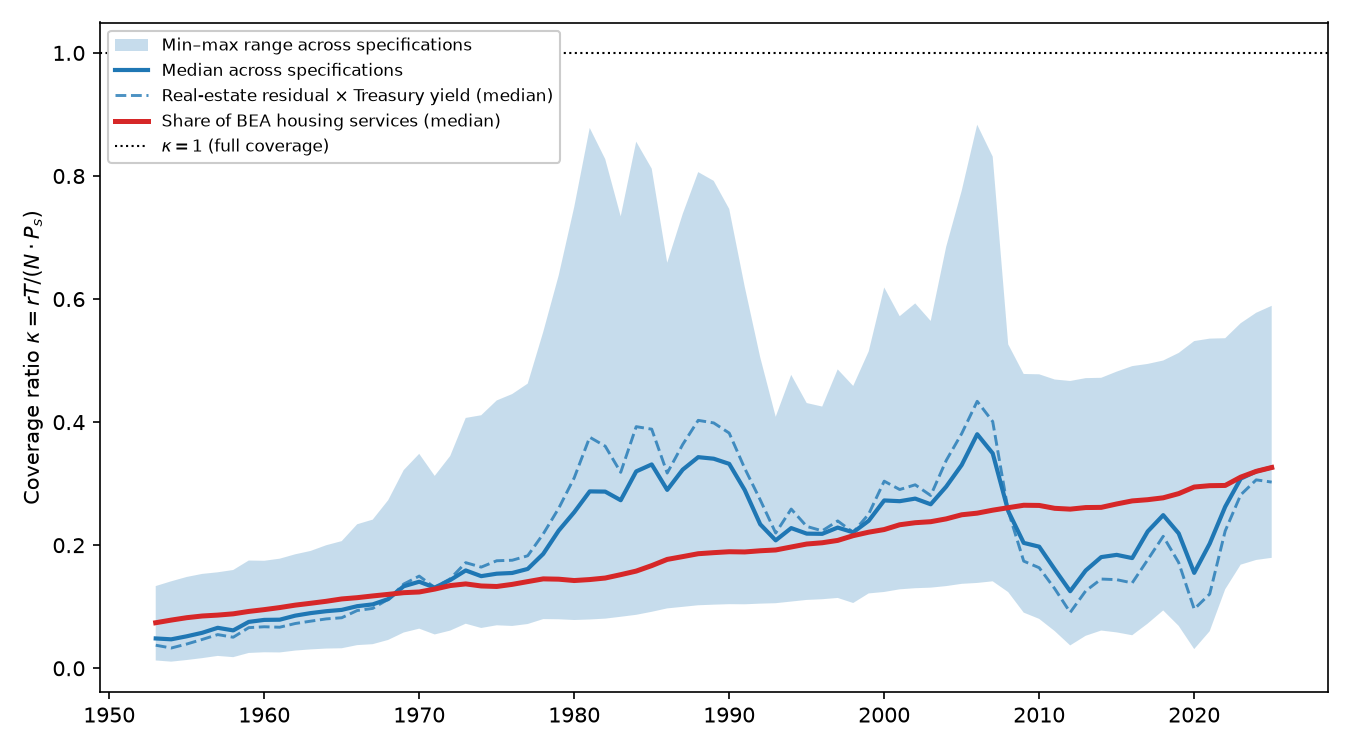 Min–max range across specifications
Median across specifications
Real-estate residual × Treasury yield (median)
Share of BEA housing services (median)
κ = 1 (full coverage)
Coverage ratio κ = rT/(N · Pₛ)
1.0
0.8
0.6
0.4
0.2
0.0
1950 1960 1970 1980 1990 2000 2010 2020